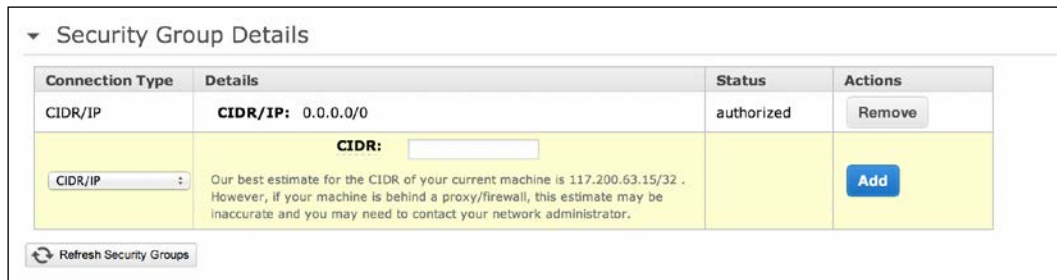 Security Group Details
Connection Type Details Status Actions
CIDR/IP CIDR/IP: 0.0.0.0/0 authorized Remove
CIDR:
CIDR/IP
Our best estimate for the CIDR of your current machine is 117.200.63.15/32 .
However, if your machine is behind a proxy/firewall, this estimate may be
inaccurate and you may need to contact your network administrator.
Add
Refresh Security Groups